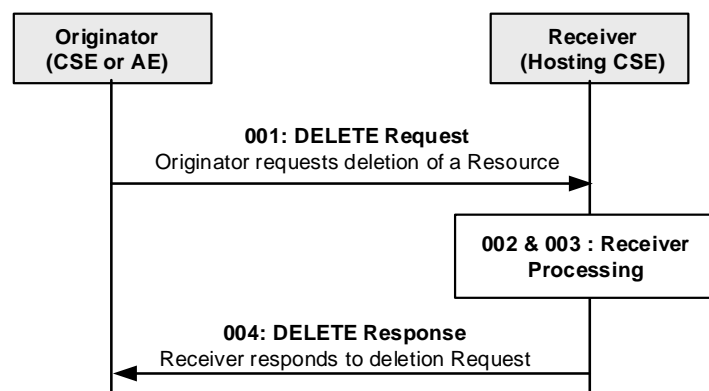 Originator
(CSE or AE)
Receiver
(Hosting CSE)
001: DELETE Request
Originator requests deletion of a Resource
002 & 003 : Receiver
Processing
004: DELETE Response
Receiver responds to deletion Request